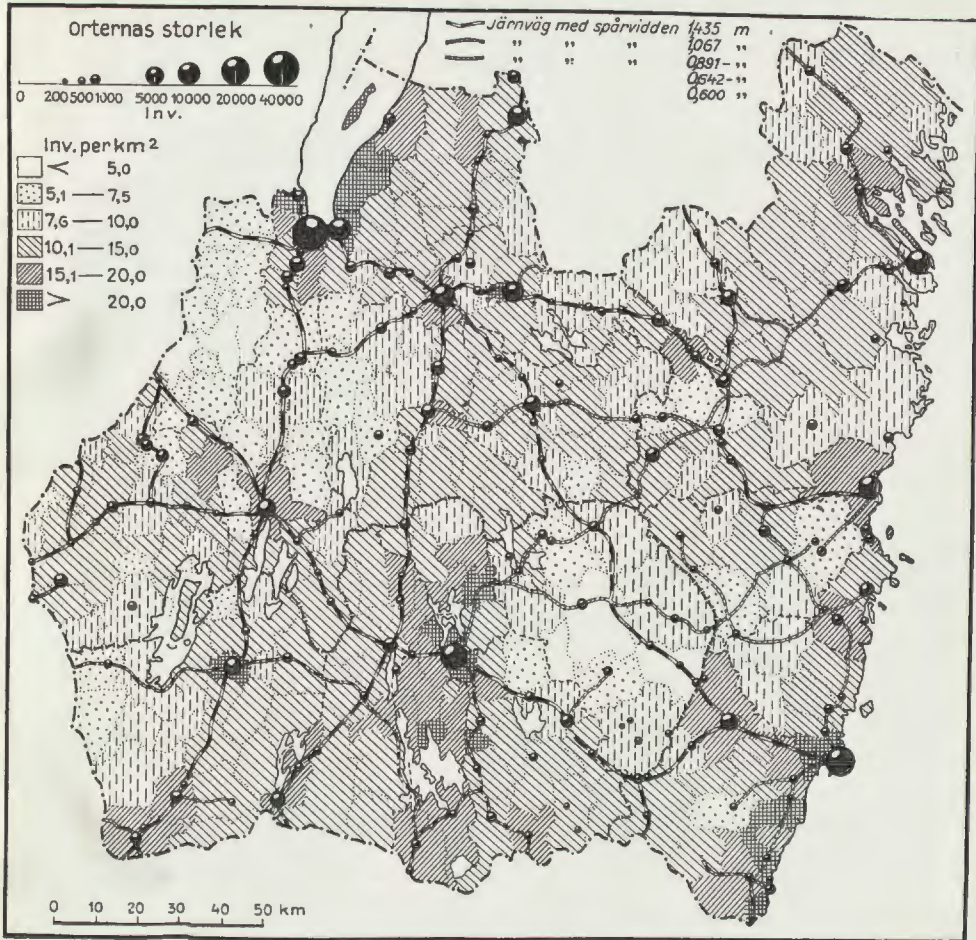 Orternas storlek
0 200 500 1000 5000 10000 20000 40000
Inv.
Inv. per km²
< 5,0
5,1 — 7,5
7,6 — 10,0
10,1 — 15,0
15,1 — 20,0
> 20,0
Järnväg med spårvidden 1,435 m
" " " 1,067 "
" " " 0,891 "
0,642 "
0,600 "
0 10 20 30 50 km